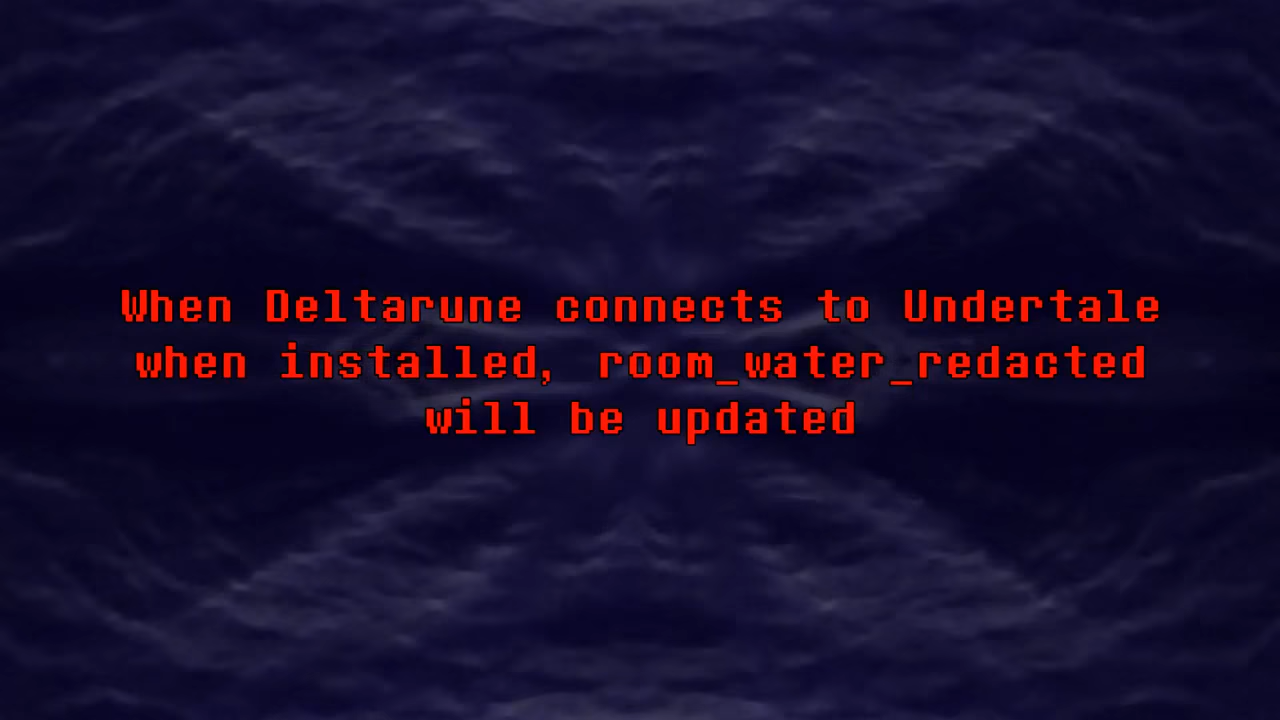 When Deltarune connects to Undertale
when installed, room_water_redacted
will be updated